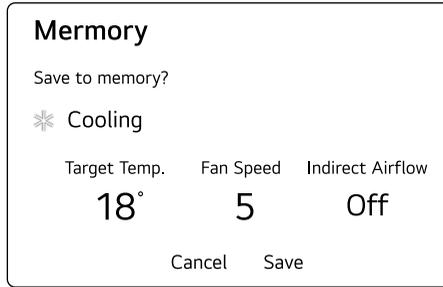 Mermory
Save to memory?
Cooling
Target Temp. Fan Speed Indirect Airflow
18° 5 Off
Cancel Save